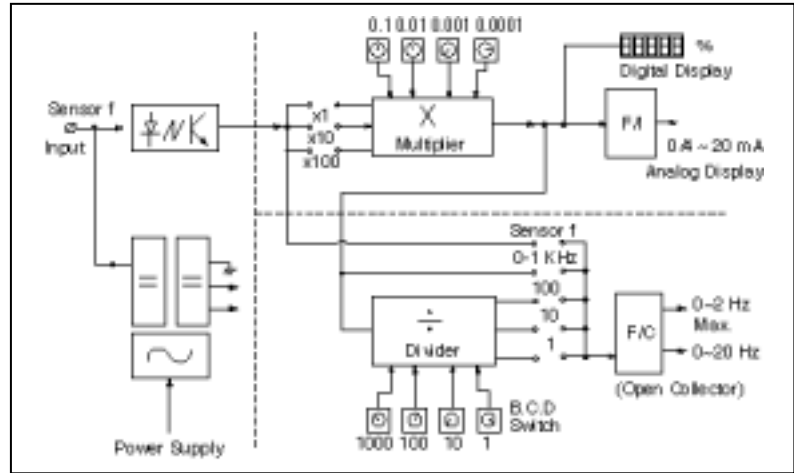 0.1 0.01 0.001 0.0001
%
Digital Display
Sensor f
Input
x1
x10
x100
X
Multiplier
F/I
0/4 ~ 20 mA
Analog Display
Sensor f
0-1 KHz
100
10
1
÷
Divider
F/C
0~2 Hz
Max.
0~20 Hz
(Open Collector)
B.C.D
Switch
1000 100 10 1
Power Supply